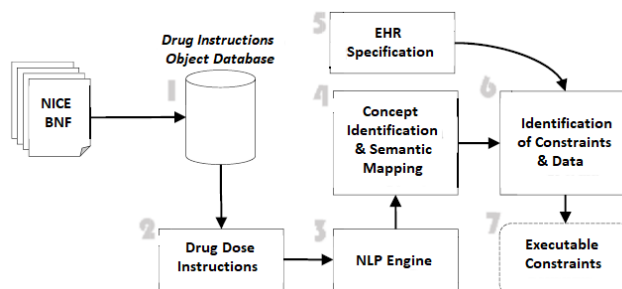 Drug Instructions
Object Database
NICE
BNF
1
2
Drug Dose
Instructions
3
NLP Engine
4
Concept
Identification
& Semantic
Mapping
5
EHR
Specification
6
Identification
of Constraints
& Data
7
Executable
Constraints